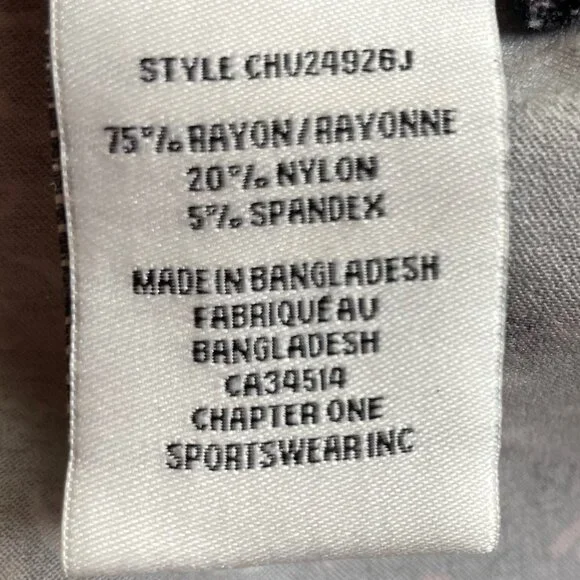 STYLE CHU24926J
75% RAYON/RAYONNE
20% NYLON
5% SPANDEX
MADE IN BANGLADESH
FABRIQUÉ AU
BANGLADESH
CA34514
CHAPTER ONE
SPORTSWEAR INC